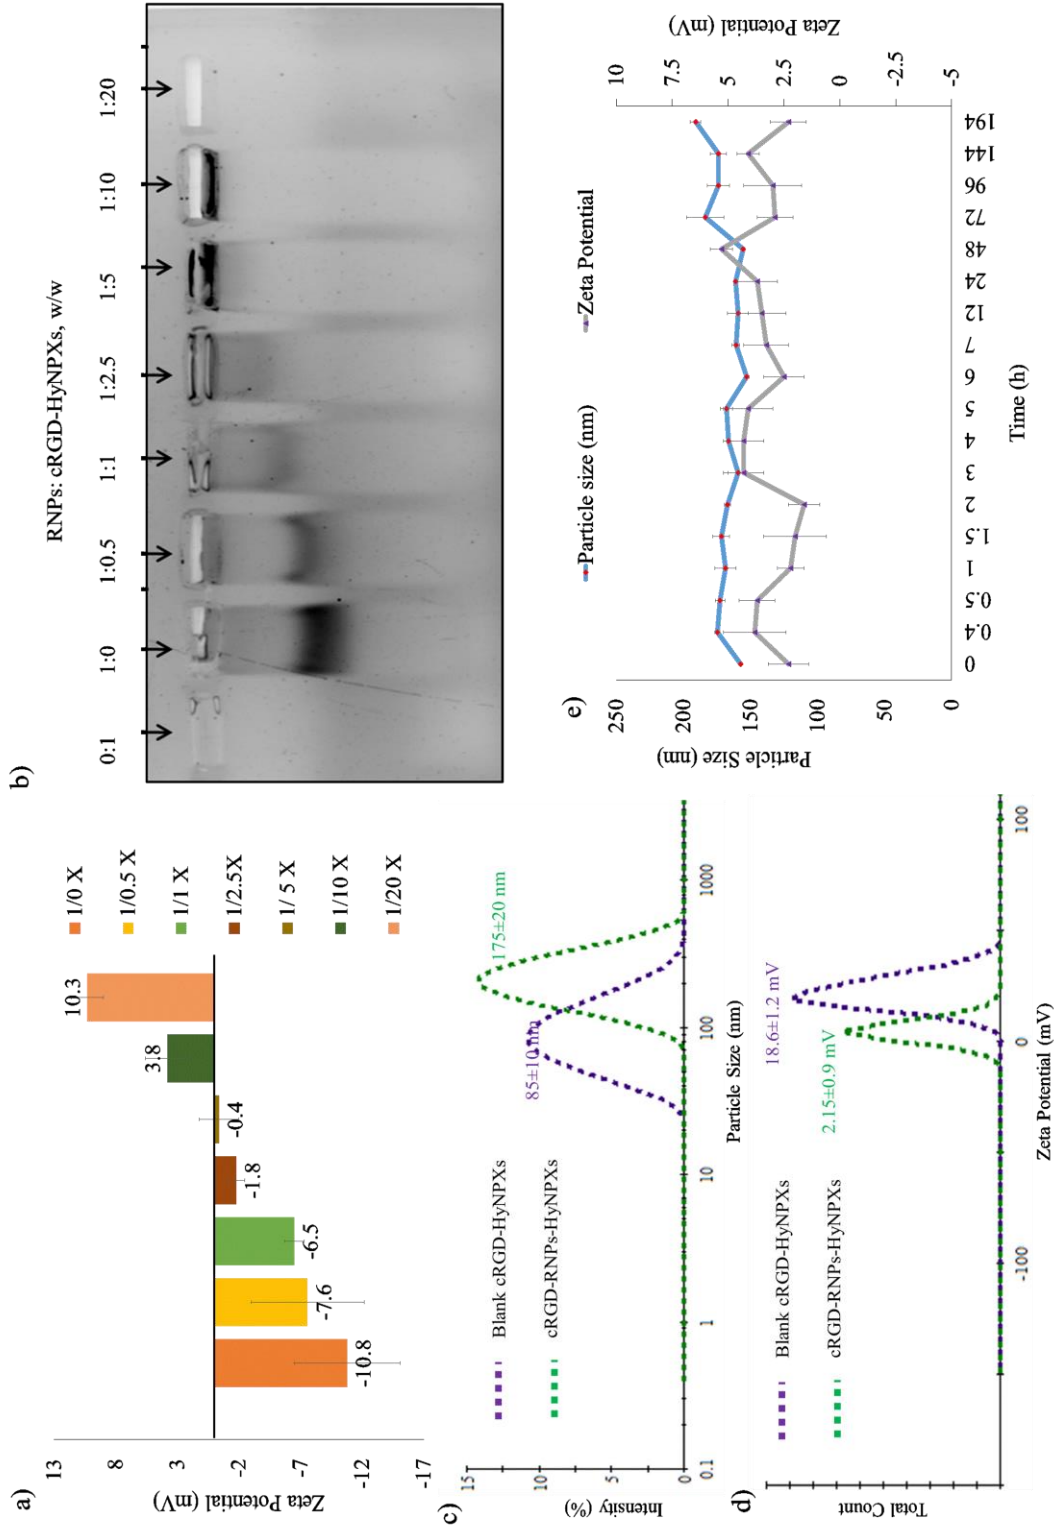 a)
Zeta Potential (mV)
13
8
3
-2
-7
-12
-17
-10.8
-7.6
-6.5
-1.8
-0.4
3.8
10.3
1/0 X
1/0.5 X
1/1 X
1/2.5X
1/ 5 X
1/10 X
1/20 X
b)
RNPs: cRGD-HyNPXs, w/w
0:1
1:0
1:0.5
1:1
1:2.5
1:5
1:10
1:20
c)
Intensity (%)
15
10
5
0
Blank cRGD-HyNPXs
cRGD-RNPs-HyNPXs
85±10 nm
175±20 nm
0.1
1
10
100
1000
Particle Size (nm)
d)
Total Count
Blank cRGD-HyNPXs
cRGD-RNPs-HyNPXs
18.6±1.2 mV
2.15±0.9 mV
-100
0
100
Zeta Potential (mV)
e)
Particle size (nm)
Zeta Potential
Particle Size (nm)
250
200
150
100
50
0
Zeta Potential
(mV)
10
7.5
5
2.5
0
-2.5
-5
0
0.4
0.5
1
1.5
2
3
4
5
6
7
12
24
48
72
96
144
194
Time (h)